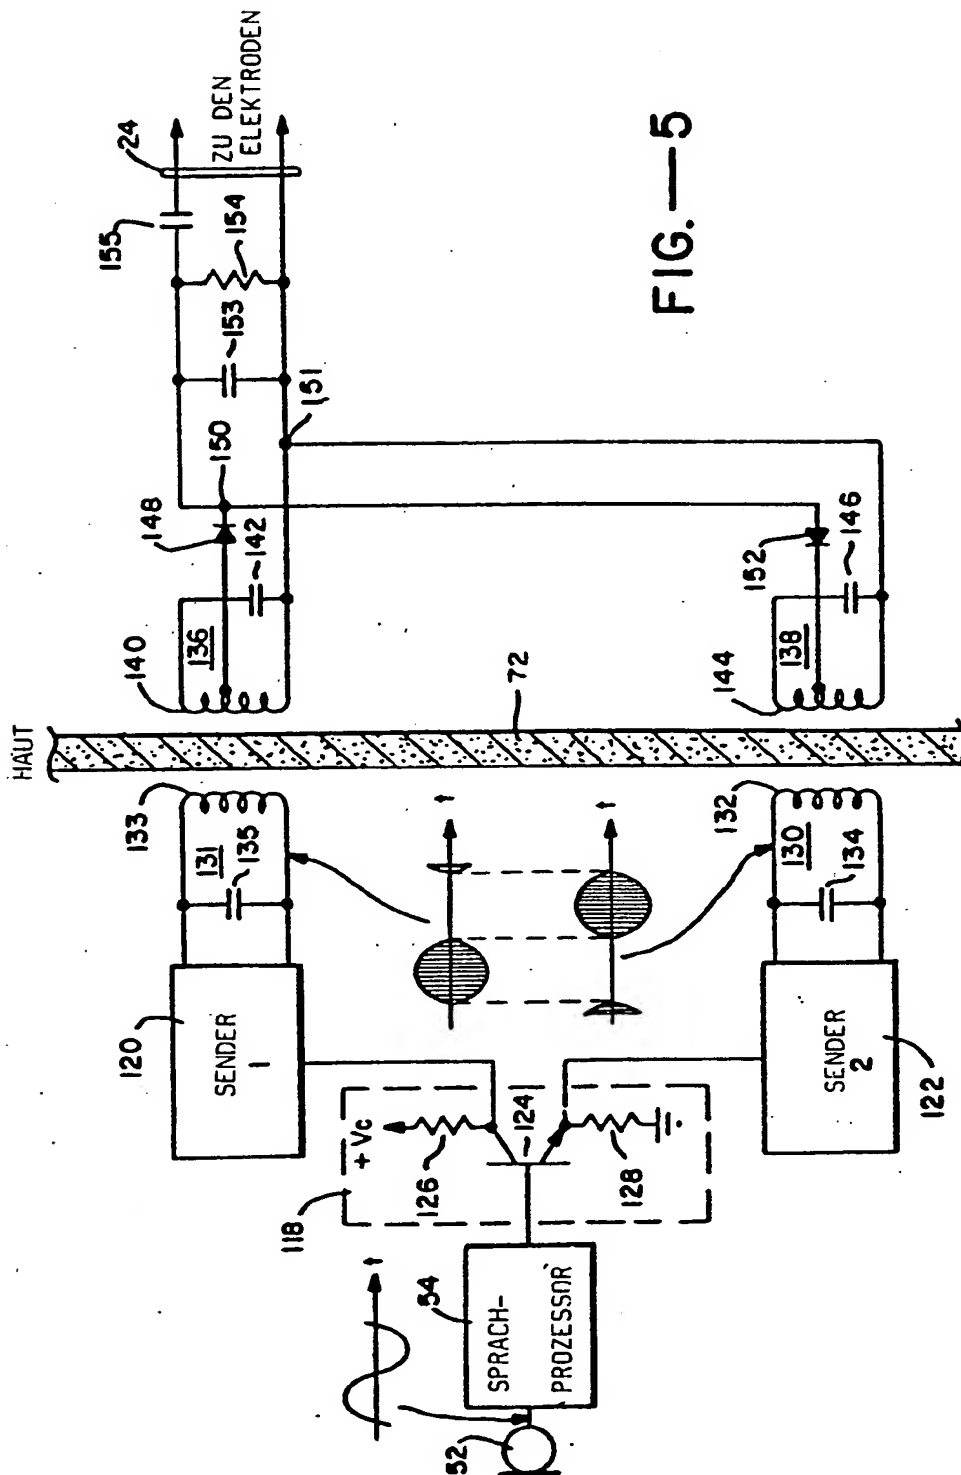 HAUT
120
133
140
148
155
24
118
131
135
136
142
150
153
154
ZU DEN
ELEKTRODEN
SENDER
1
151
t
+Vc
126
t
52
54
SPRACH-
PROZESSOR
124
72
t
128
FIG.—5
132
144
152
130
134
138
146
SENDER
2
122